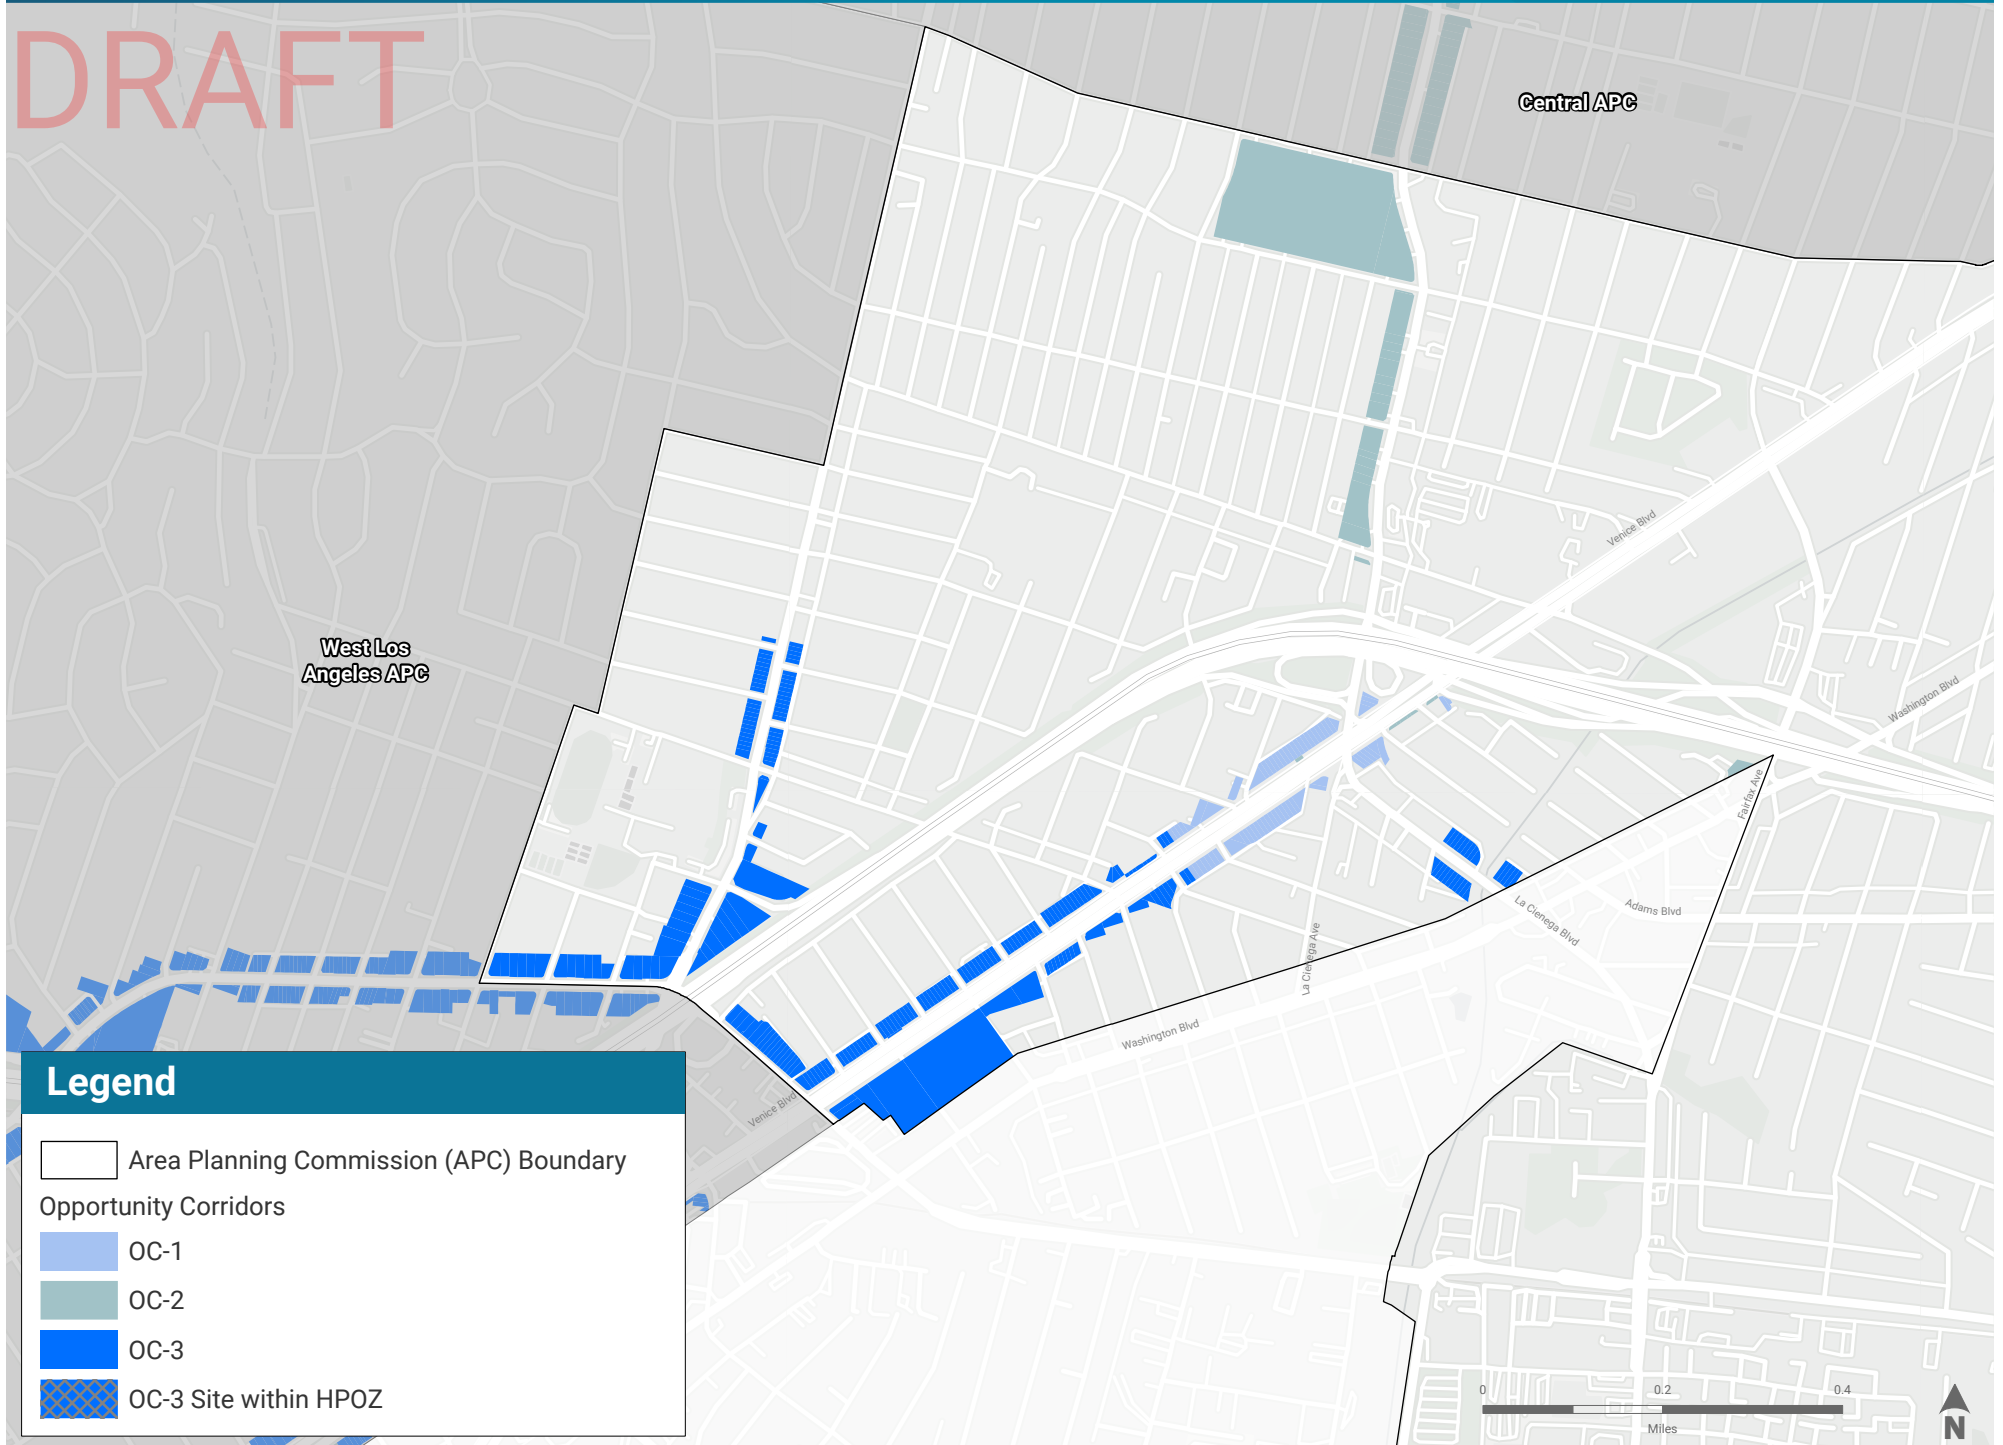 DRAFT
Central APC
Venice Blvd
West Los
Angeles APC
Washington Blvd
Fairfax Ave
Adams Blvd
La Cienega Blvd
La Cienega Ave
Washington Blvd
Venice Blvd
Legend
Area Planning Commission (APC) Boundary
Opportunity Corridors
OC-1
OC-2
OC-3
OC-3 Site within HPOZ
0 0.2 0.4
Miles
N